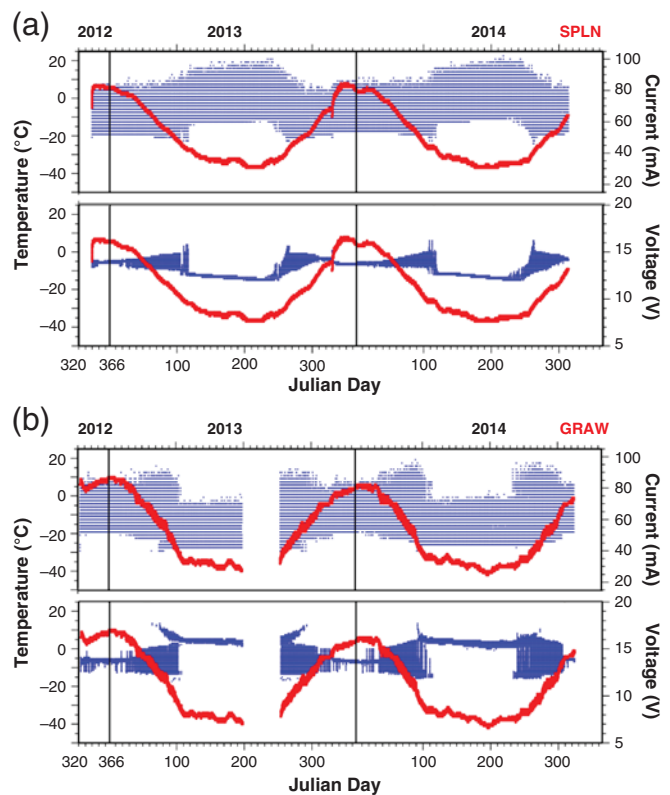 (a)
2012 2013 2014 SPLN
20 100
0 80
−20 60
−40 40
Temperature (°C) Current (mA)
20 20
0 15
−20 10
−40 5
Voltage (V)
320 366 100 200 300 100 200 300
Julian Day
(b)
2012 2013 2014 GRAW
20 100
0 80
−20 60
−40 40
Temperature (°C) Current (mA)
20 20
0 15
−20 10
−40 5
Voltage (V)
320 366 100 200 300 100 200 300
Julian Day